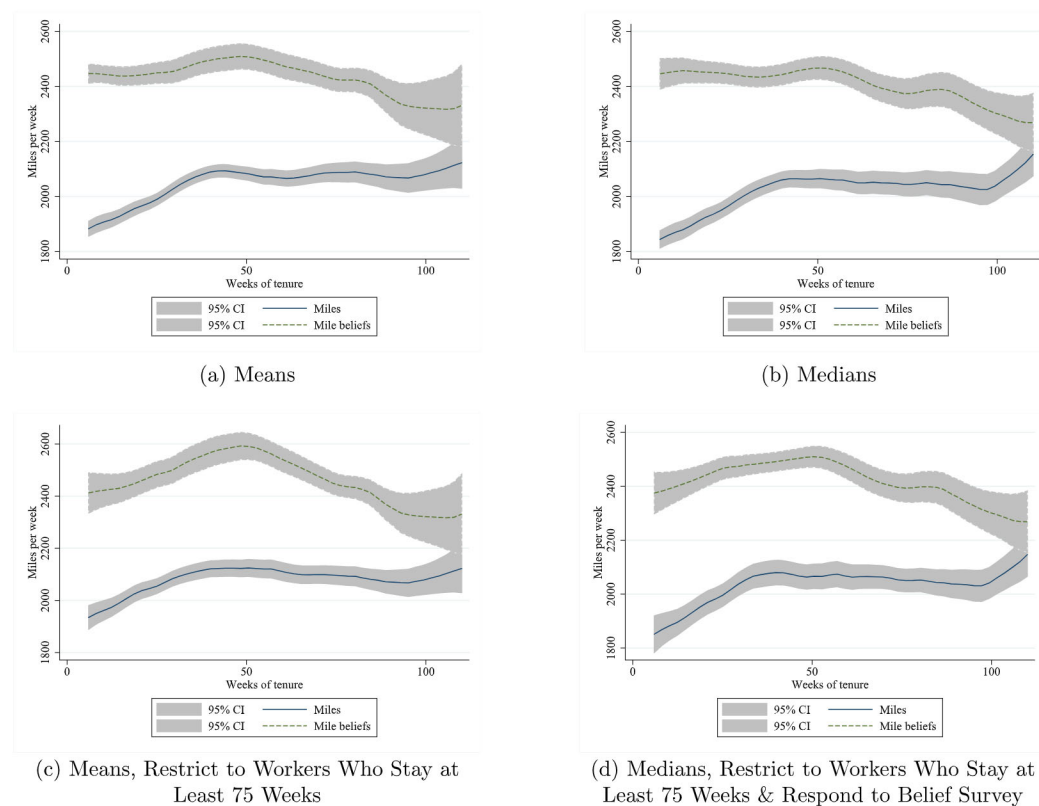 2600
2400
2200
2000
1800
Miles per week
0 50 100
Weeks of tenure
95% CI Miles
95% CI Mile beliefs
(a) Means
2600
2400
2200
2000
1800
Miles per week
0 50 100
Weeks of tenure
95% CI Miles
95% CI Mile beliefs
(b) Medians
2600
2400
2200
2000
1800
Miles per week
0 50 100
Weeks of tenure
95% CI Miles
95% CI Mile beliefs
(c) Means, Restrict to Workers Who Stay at
Least 75 Weeks
2600
2400
2200
2000
1800
Miles per week
0 50 100
Weeks of tenure
95% CI Miles
95% CI Mile beliefs
(d) Medians, Restrict to Workers Who Stay at
Least 75 Weeks & Respond to Belief Survey